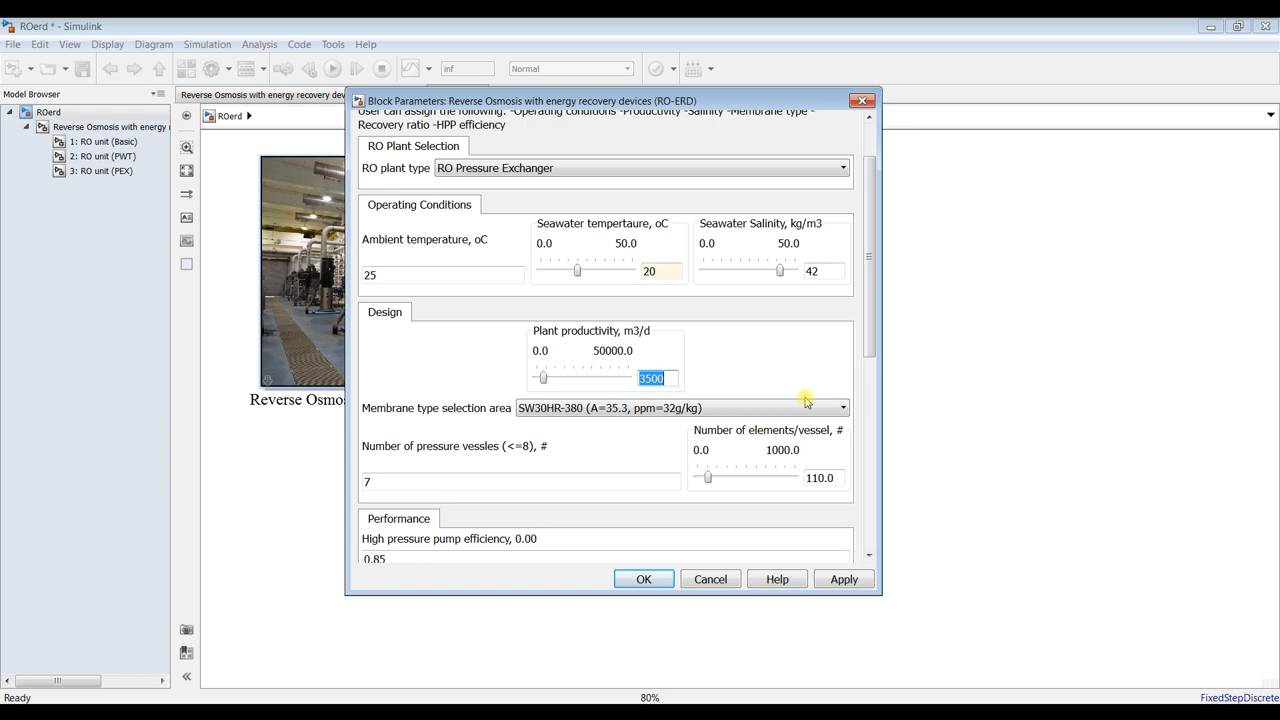 ROerd * - Simulink
File Edit View Display Diagram Simulation Analysis Code Tools Help
inf Normal
Model Browser
ROerd
Reverse Osmosis with energy
1: RO unit (Basic)
2: RO unit (PWT)
3: RO unit (PEX)
Reverse Osmosis with energy recovery dev
ROerd
Reverse Osmo
Block Parameters: Reverse Osmosis with energy recovery devices (RO-ERD)
User can assign the following: -Operating conditions -Productivity -Salinity -Membrane type -
Recovery ratio -HPP efficiency
RO Plant Selection
RO plant type RO Pressure Exchanger
Operating Conditions
Ambient temperature, oC
25
Seawater tempertaure, oC
0.0 50.0
20
Seawater Salinity, kg/m3
0.0 50.0
42
Design
Plant productivity, m3/d
0.0 50000.0
3500
Membrane type selection area SW30HR-380 (A=35.3, ppm=32g/kg)
Number of pressure vessles (<=8), #
7
Number of elements/vessel, #
0.0 1000.0
110.0
Performance
High pressure pump efficiency, 0.00
0.85
OK Cancel Help Apply
Ready 80% FixedStepDiscrete